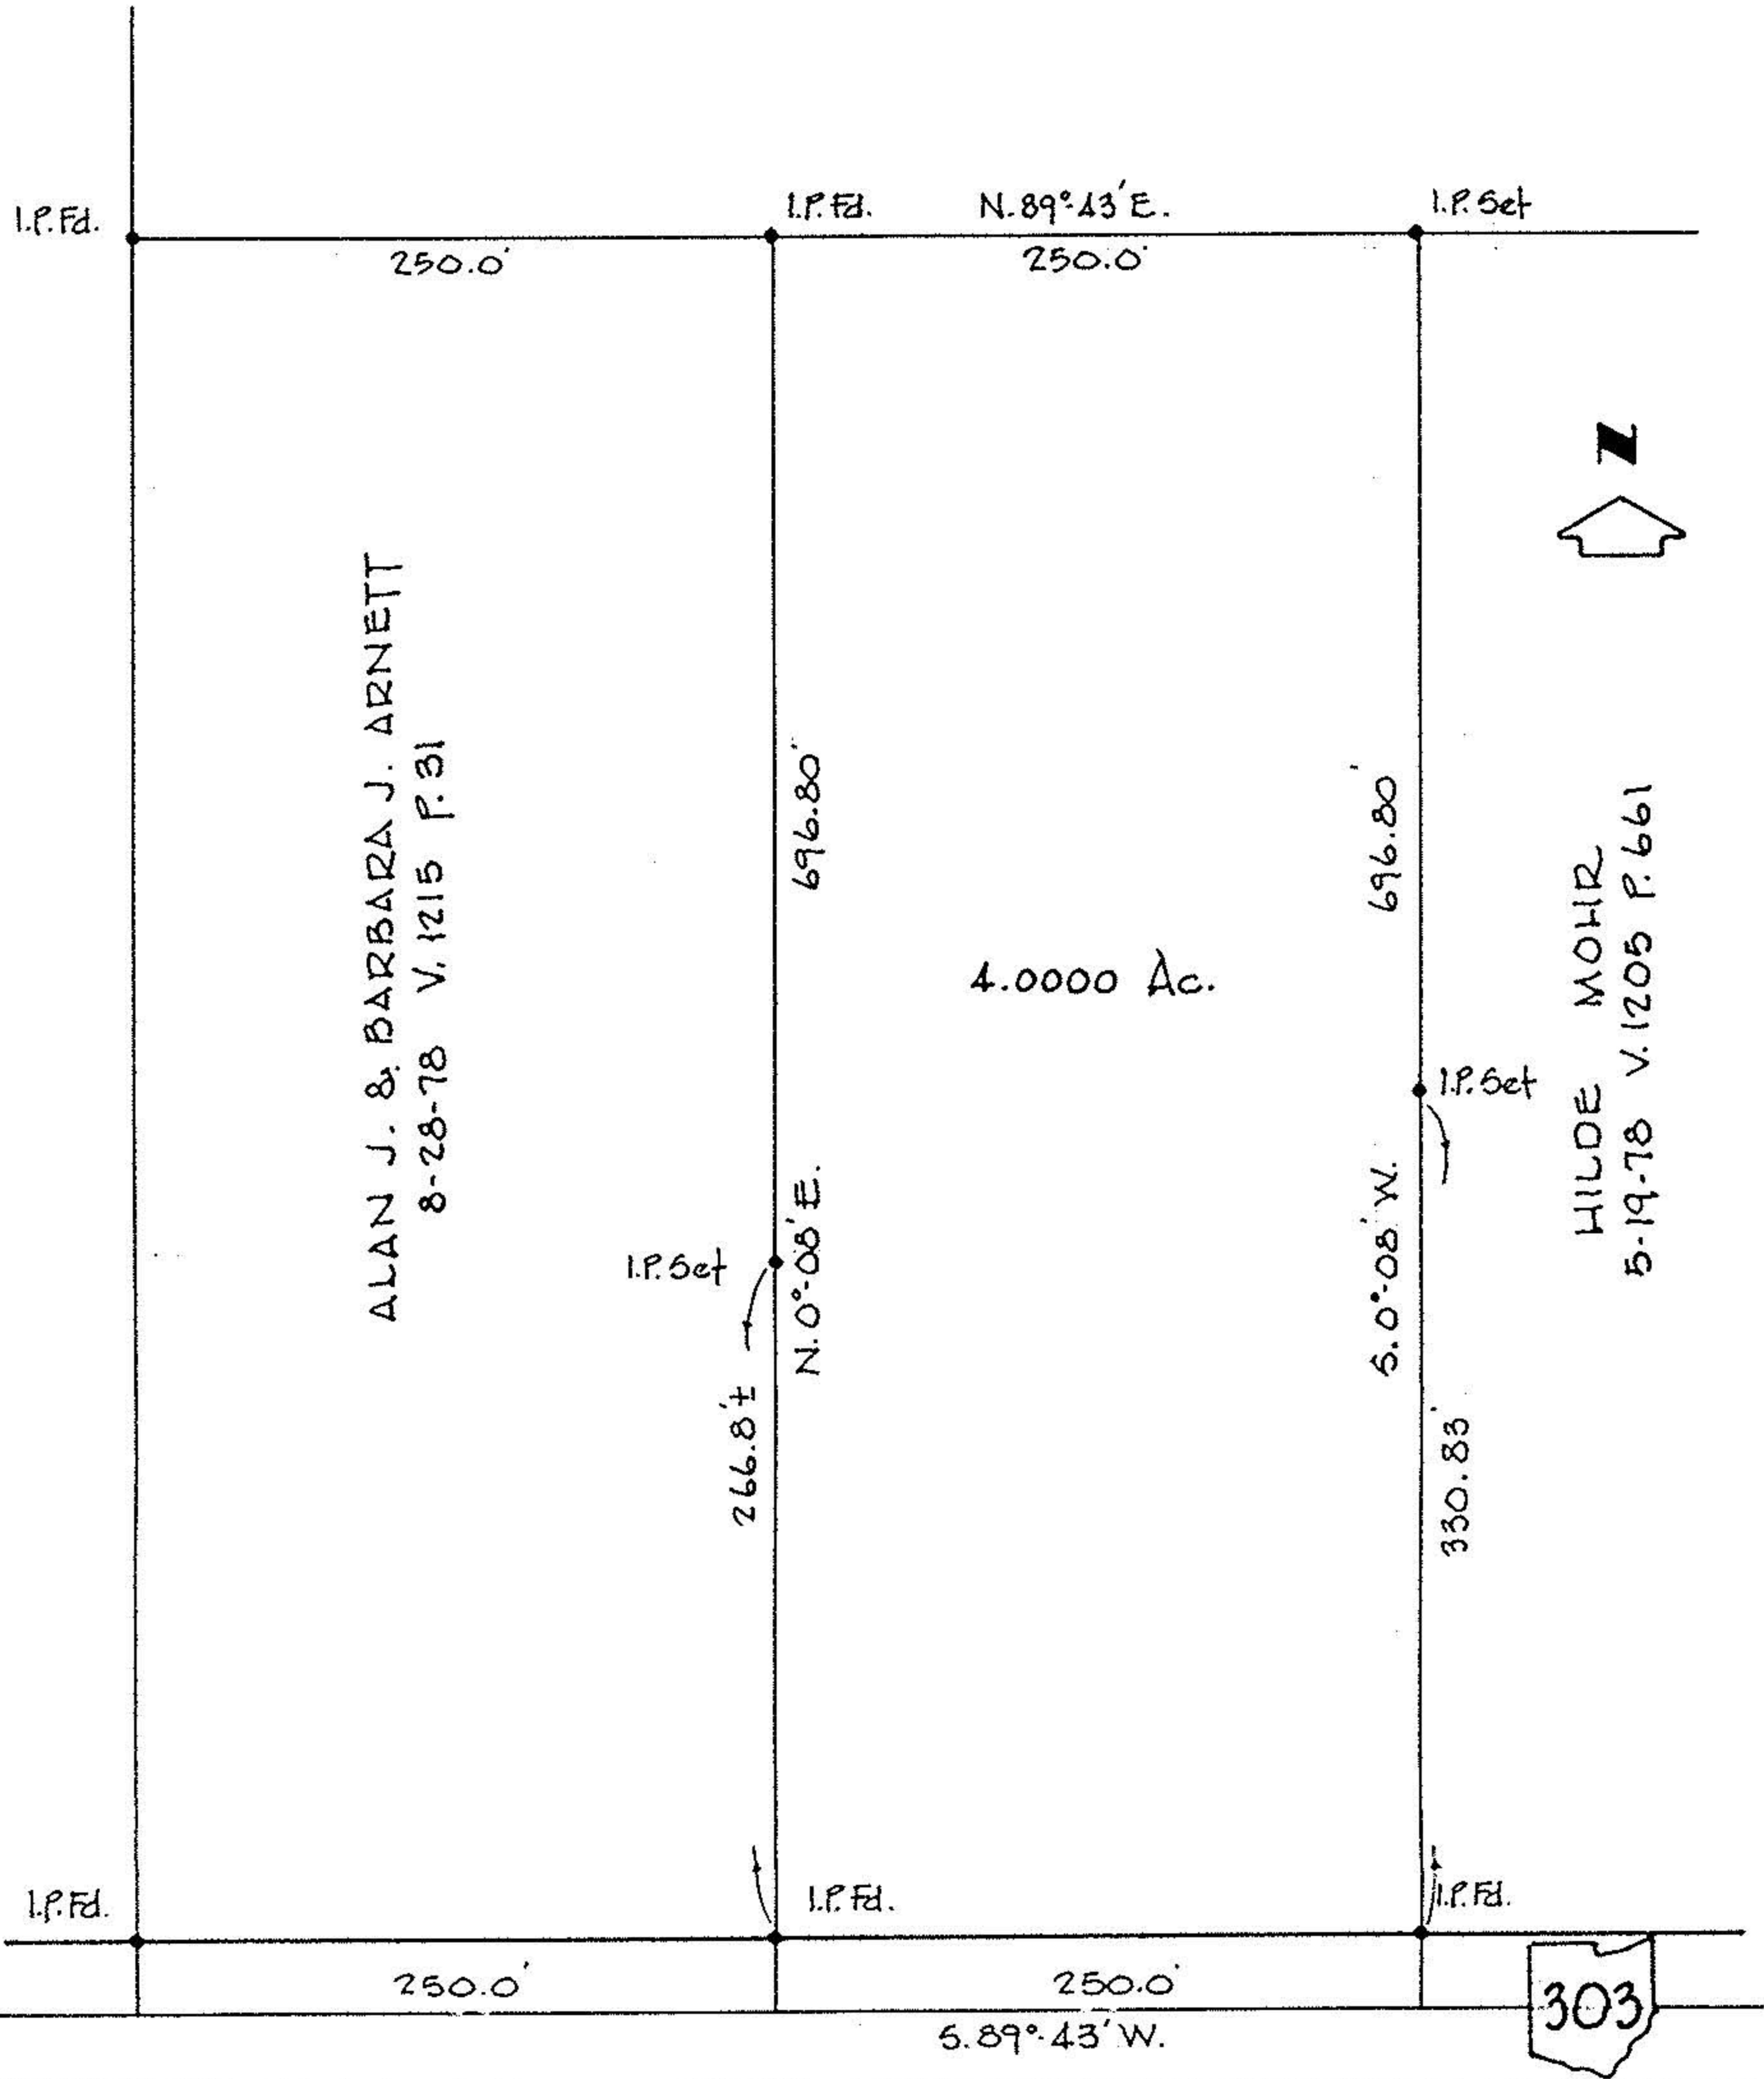 I.P. Fd.
I.P. Fd.
N. 89°-43' E.
I.P. Set
250.0'
250.0'
N
ALAN J. & BARBARA J. ARNETT
8-28-78 V. 1215 P. 31
696.80'
696.80'
HILDE MOHR
5-19-78 V. 1205 P. 661
4.0000 Ac.
I.P. Set
I.P. Set
N. 0°-08' E.
S. 0°-08' W.
266.8'±
330.83'
I.P. Fd.
I.P. Fd.
I.P. Fd.
250.0'
250.0'
303
S. 89°-43' W.